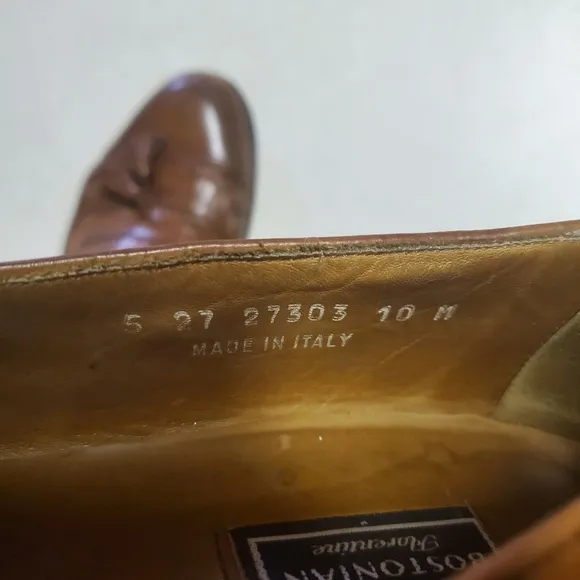 5 27 27303 10 M
MADE IN ITALY
BOSTONIAN
Florentine